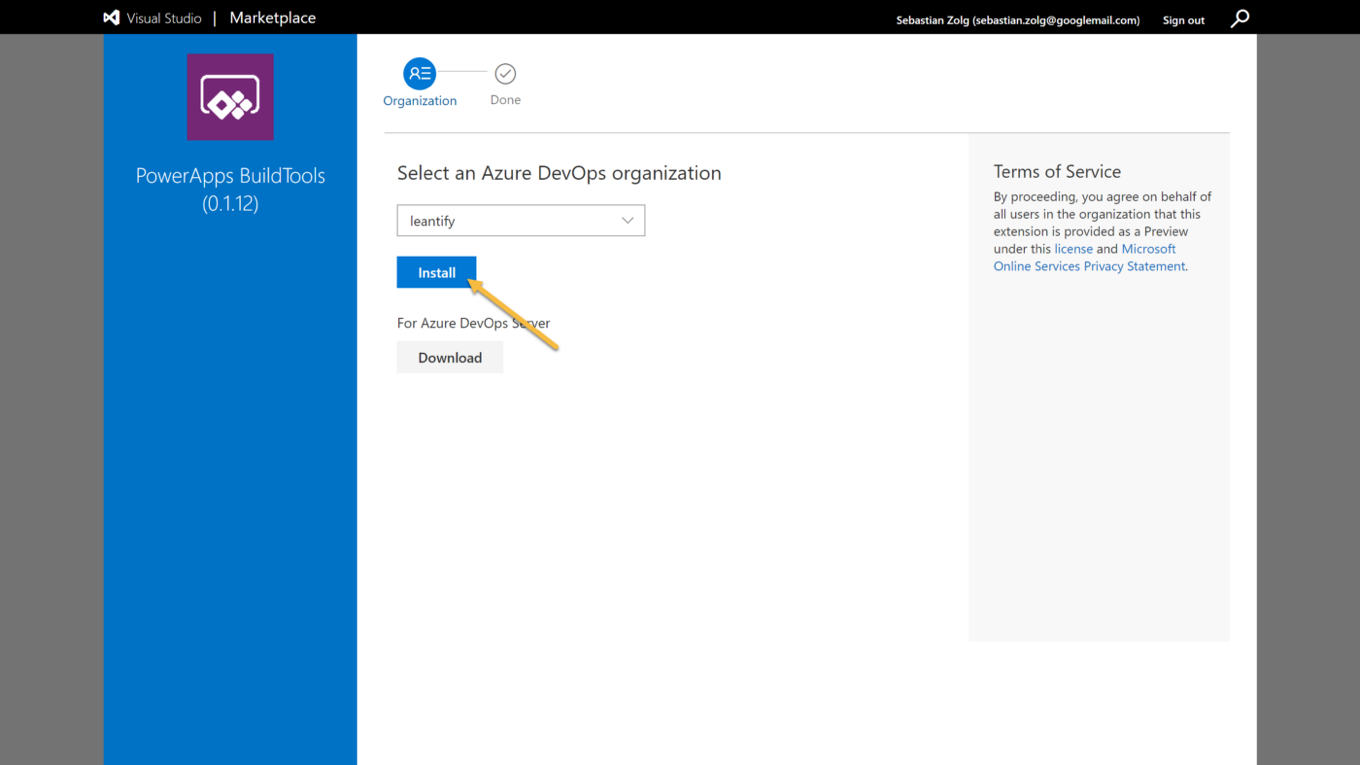 Visual Studio | Marketplace
Sebastian Zolg (sebastian.zolg@googlemail.com) Sign out
PowerApps BuildTools
(0.1.12)
Organization
Done
Select an Azure DevOps organization
leantify
Install
For Azure DevOps Server
Download
Terms of Service
By proceeding, you agree on behalf of
all users in the organization that this
extension is provided as a Preview
under this license and Microsoft
Online Services Privacy Statement.